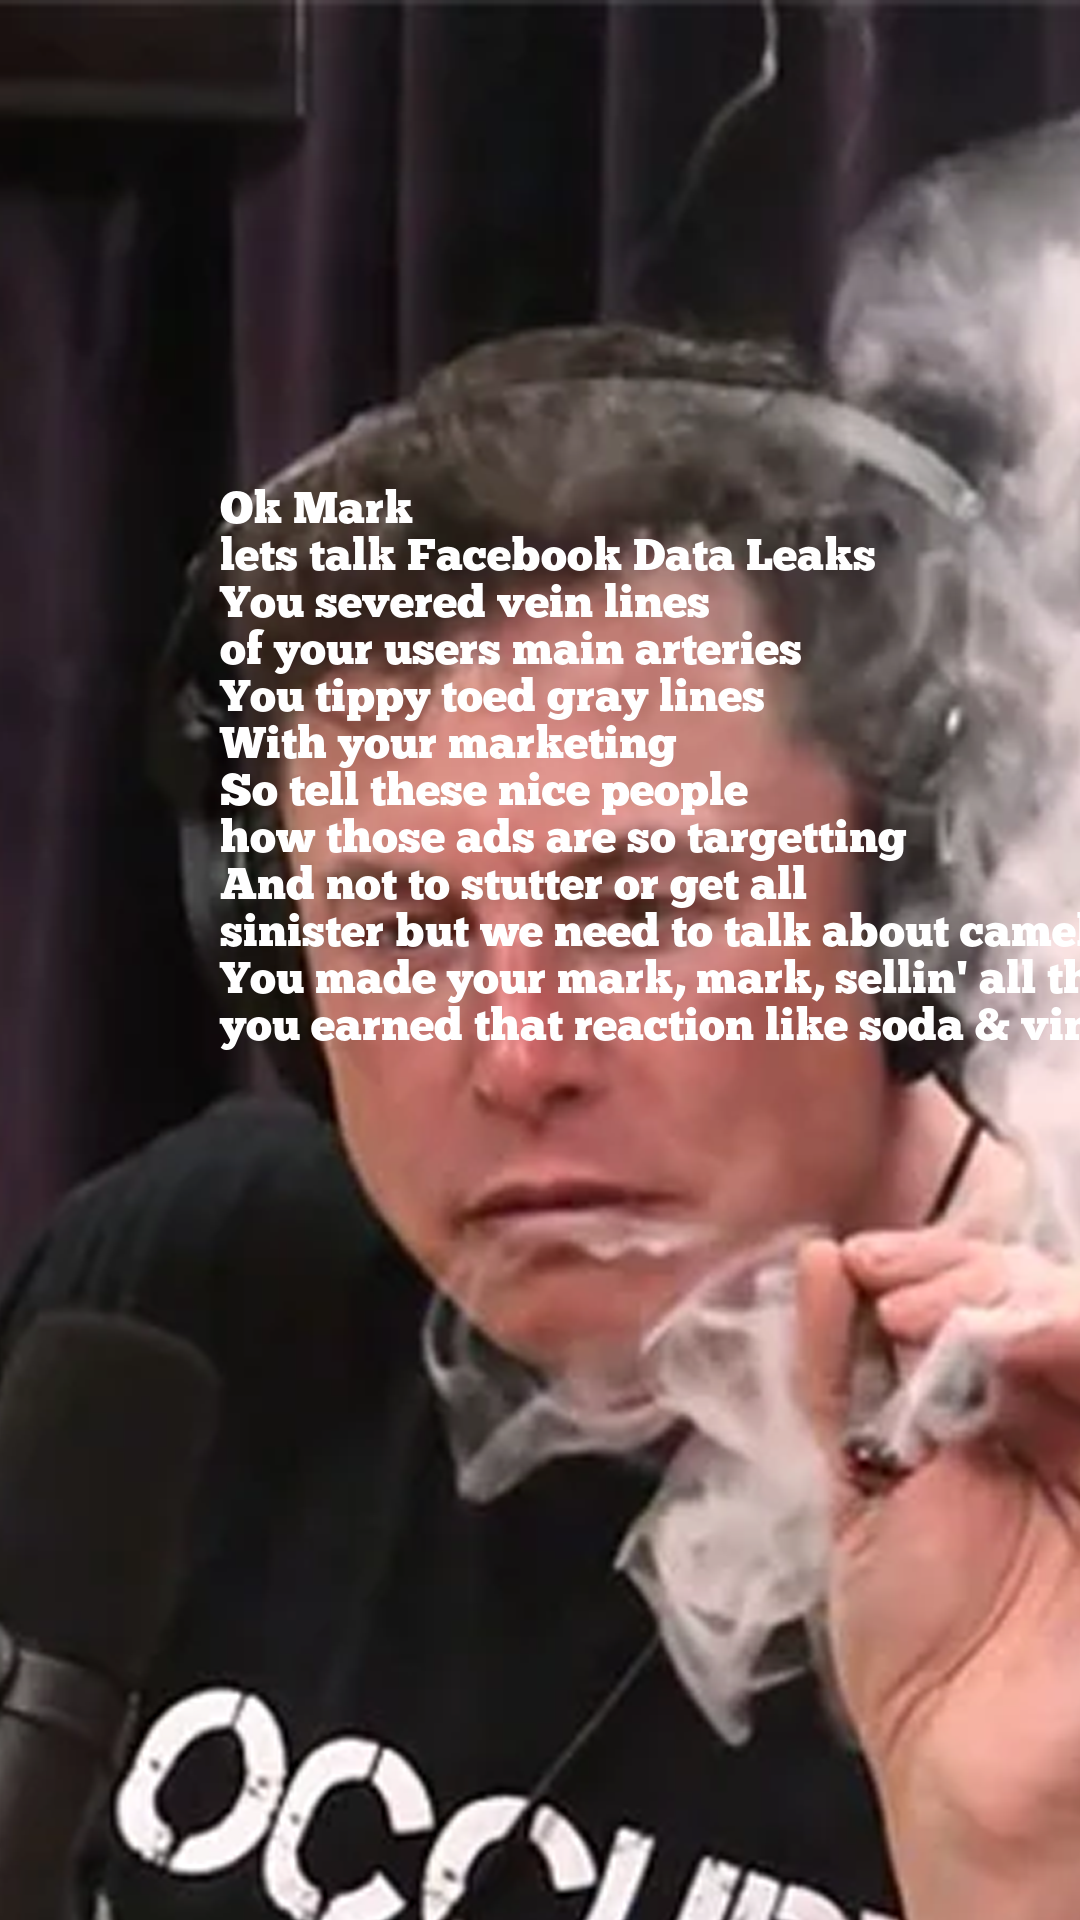 Ok Mark
lets talk Facebook Data Leaks
You severed vein lines
of your users main arteries
You tippy toed gray lines
With your marketing
So tell these nice people
how those ads are so targetting
And not to stutter or get all
sinister but we need to talk about
You made your mark, mark, sellin' all
you earned that reaction like soda &